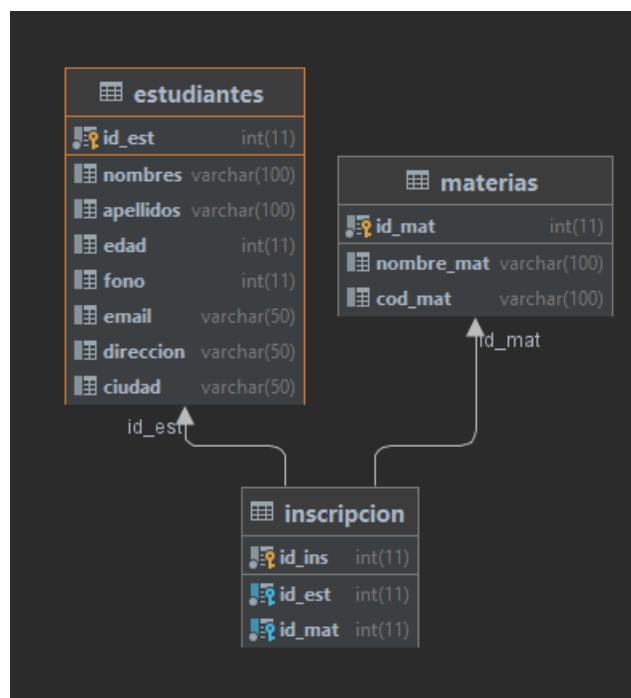 estudiantes
id_est int(11)
nombres varchar(100)
apellidos varchar(100)
edad int(11)
fono int(11)
email varchar(50)
direccion varchar(50)
ciudad varchar(50)
materias
id_mat int(11)
nombre_mat varchar(100)
cod_mat varchar(100)
id_est
id_mat
inscripcion
id_ins int(11)
id_est int(11)
id_mat int(11)